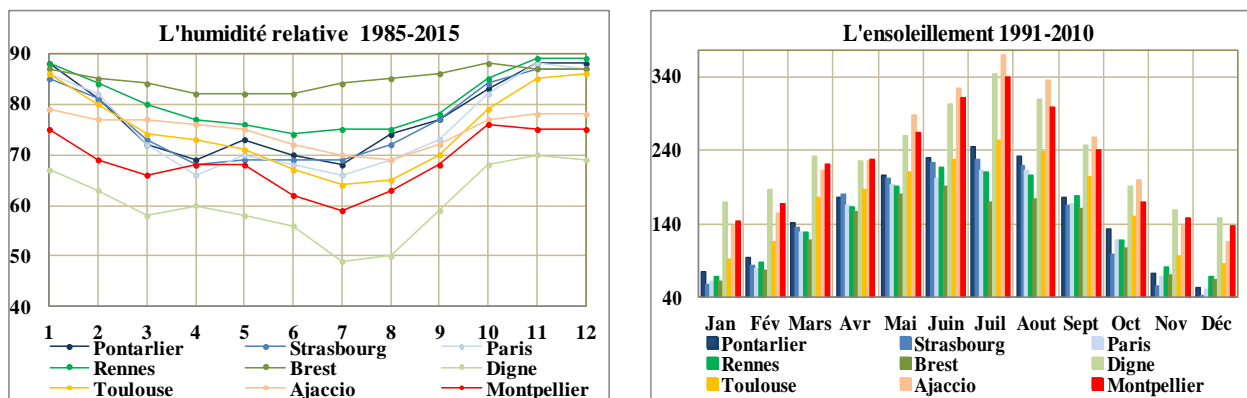 L'humidité relative 1985-2015
90
80
70
60
50
40
1 2 3 4 5 6 7 8 9 10 11 12
Pontarlier Strasbourg Paris
Rennes Brest Digne
Toulouse Ajaccio Montpellier
L'ensoleillement 1991-2010
340
240
140
40
Jan Fév Mars Avr Mai Juin Juil Aout Sept Oct Nov Déc
Pontarlier Strasbourg Paris
Rennes Brest Digne
Toulouse Ajaccio Montpellier